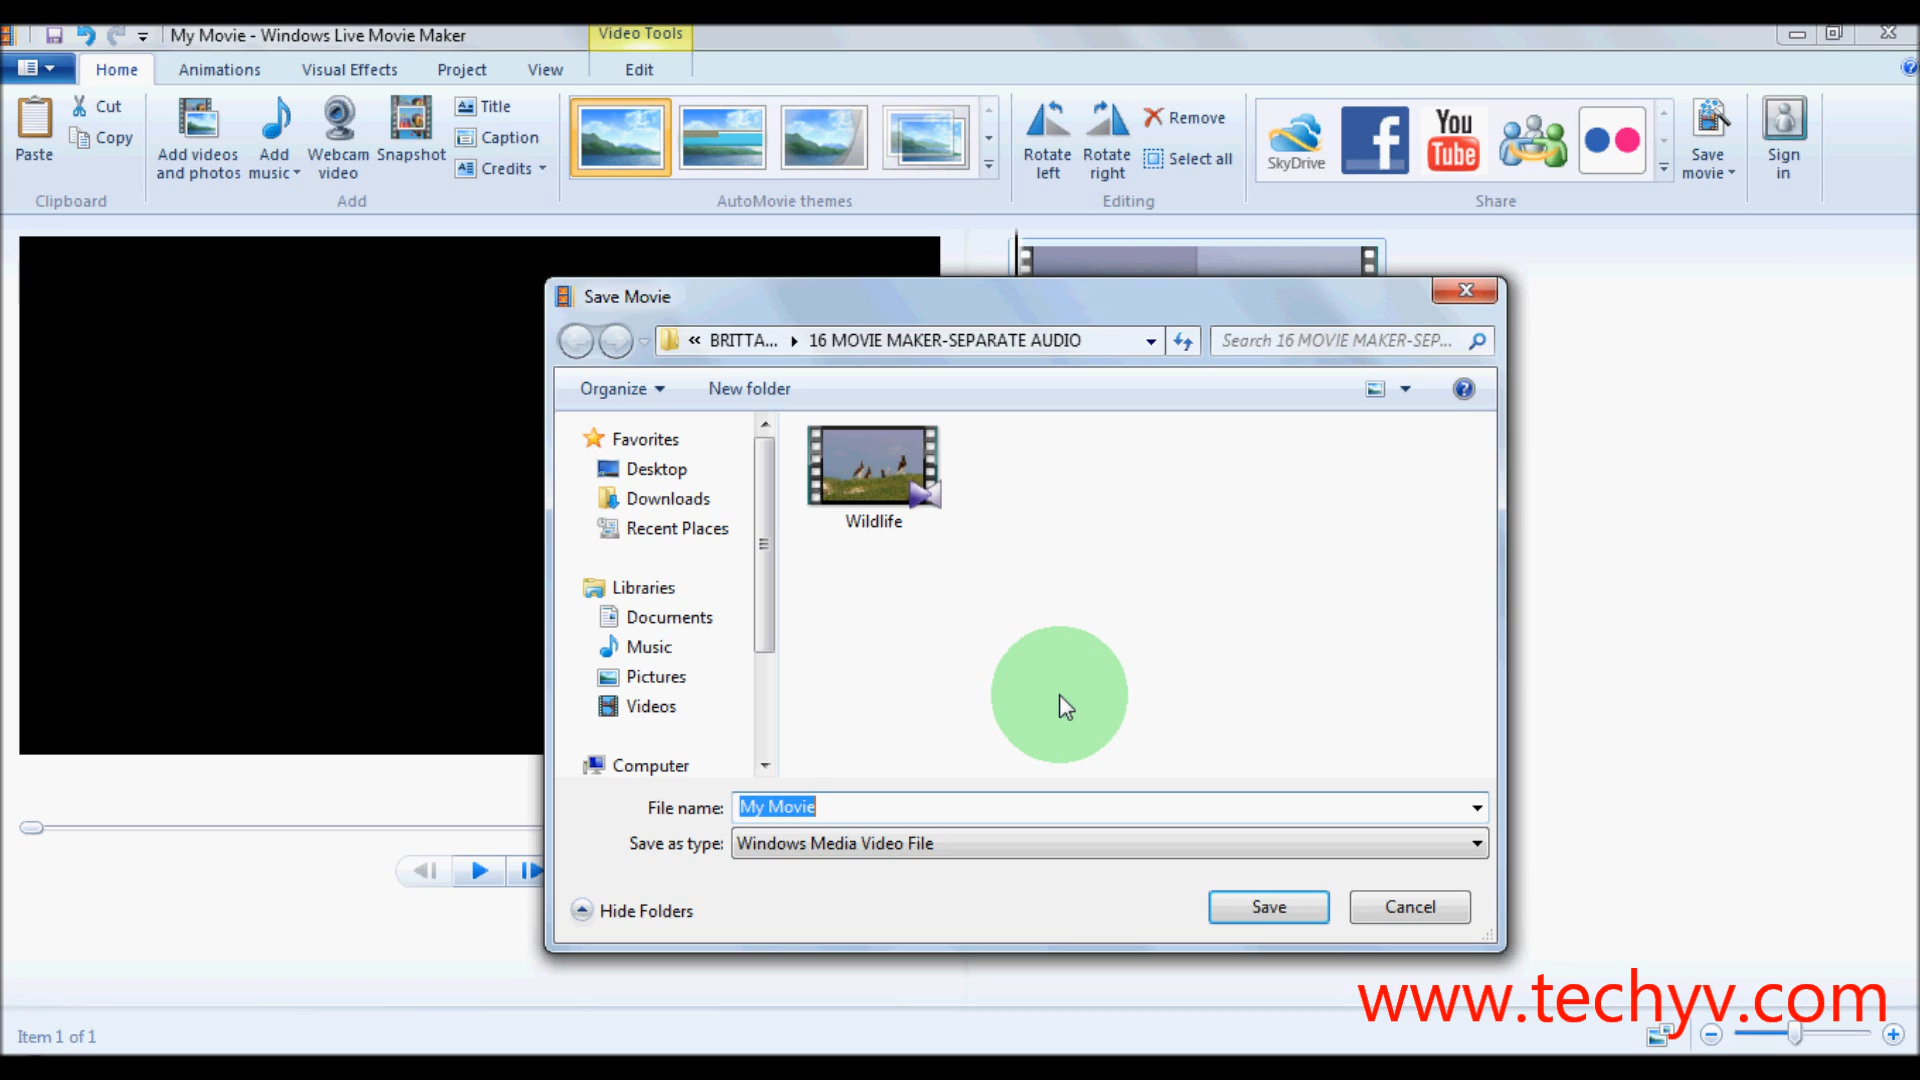 My Movie - Windows Live Movie Maker
Video Tools
Home
Animations
Visual Effects
Project
View
Edit
Paste
Cut
Copy
Clipboard
Add videos
and photos
Add
music
Webcam
video
Snapshot
Title
Caption
Credits
Add
AutoMovie themes
Rotate
left
Rotate
right
Remove
Select all
Editing
SkyDrive
f
You
Tube
Share
Save
movie
Sign
in
Save Movie
« BRITTA...
16 MOVIE MAKER-SEPARATE AUDIO
Search 16 MOVIE MAKER-SEP...
Organize
New folder
Favorites
Desktop
Downloads
Recent Places
Libraries
Documents
Music
Pictures
Videos
Computer
Wildlife
File name:
My Movie
Save as type:
Windows Media Video File
Hide Folders
Save
Cancel
www.techyv.com
Item 1 of 1